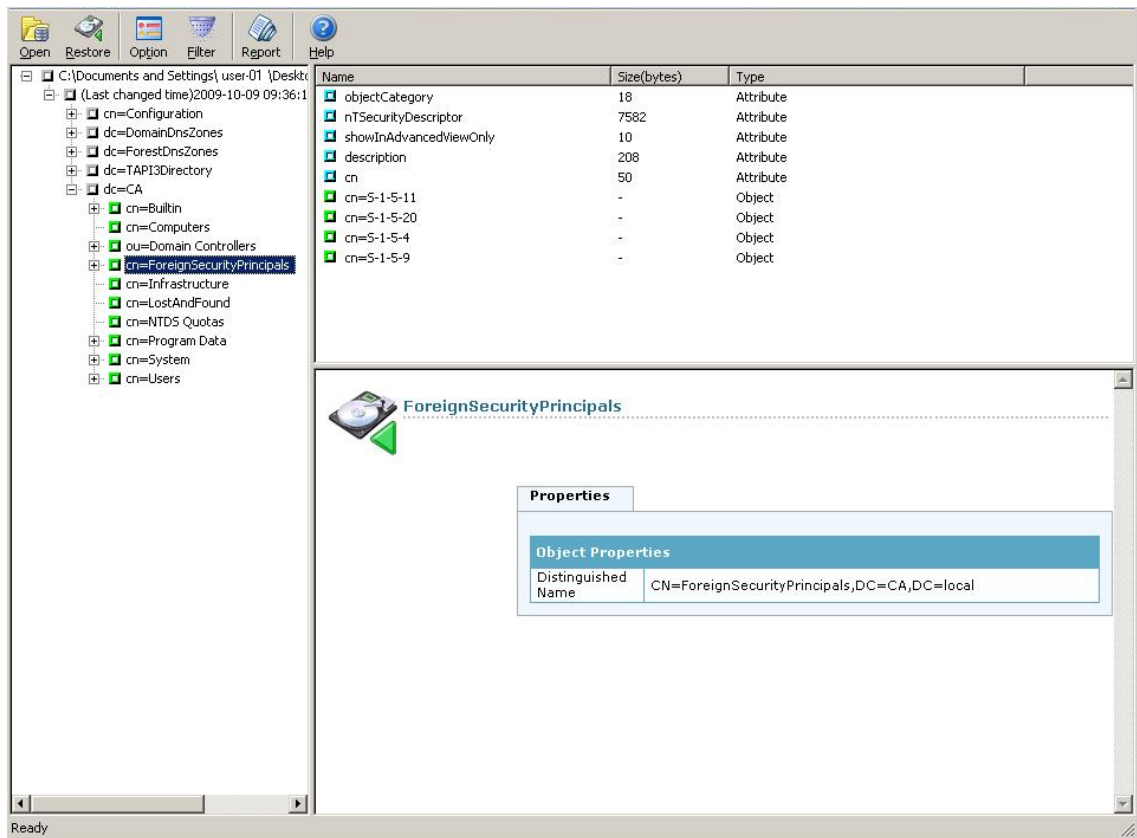 Open Restore Option Filter Report Help
C:\Documents and Settings\ user-01 \Desktc
(Last changed time)2009-10-09 09:36:1
cn=Configuration
dc=DomainDnsZones
dc=ForestDnsZones
dc=TAPI3Directory
dc=CA
cn=Builtin
cn=Computers
ou=Domain Controllers
cn=ForeignSecurityPrincipals
cn=Infrastructure
cn=LostAndFound
cn=NTDS Quotas
cn=Program Data
cn=System
cn=Users
Name Size(bytes) Type
objectCategory 18 Attribute
nTSecurityDescriptor 7582 Attribute
showInAdvancedViewOnly 10 Attribute
description 208 Attribute
cn 50 Attribute
cn=S-1-5-11 - Object
cn=S-1-5-20 - Object
cn=S-1-5-4 - Object
cn=S-1-5-9 - Object
ForeignSecurityPrincipals
Properties
Object Properties
Distinguished Name CN=ForeignSecurityPrincipals,DC=CA,DC=local
Ready